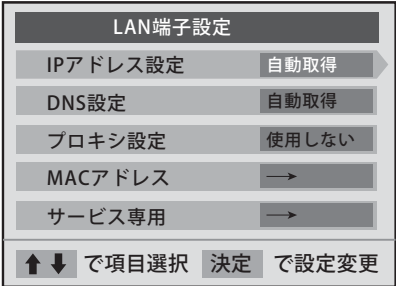 LAN端子設定
IPアドレス設定 自動取得
DNS設定 自動取得
プロキシ設定 使用しない
MACアドレス →
サービス専用 →
⬆⬇ で項目選択 決定 で設定変更